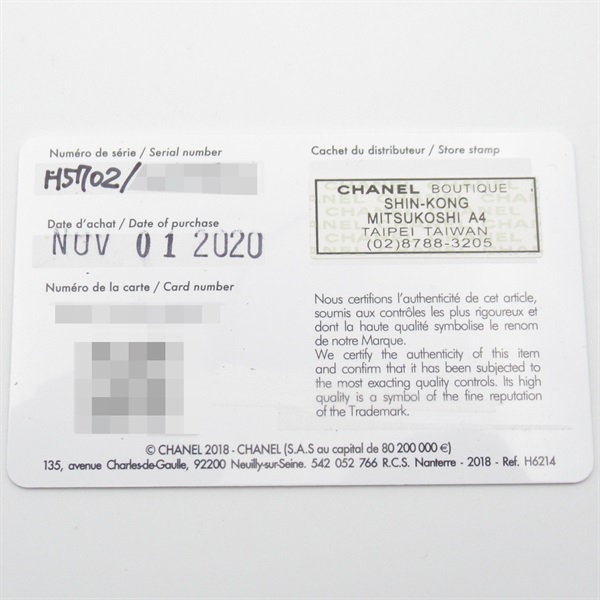 Numéro de série / Serial number
H5702/
Date d'achat / Date of purchase
NOV 01 2020
Numéro de la carte / Card number
Cachet du distributeur / Store stamp
CHANEL BOUTIQUE
SHIN-KONG
MITSUKOSHI A4
TAIPEI TAIWAN
(02)8788-3205
Nous certifions l'authenticité de cet article,
soumis aux contrôles les plus rigoureux et
dont la haute qualité symbolise le renom
de notre Marque.
We certify the authenticity of this item
and confirm that it has been subjected to
the most exacting quality controls. Its high
quality is a symbol of the fine reputation
of the Trademark.
© CHANEL 2018 - CHANEL (S.A.S au capital de 80 200 000 €)
135, avenue Charles-de-Gaulle, 92200 Neuilly-sur-Seine. 542 052 766 R.C.S. Nanterre - 2018 - Ref. H6214